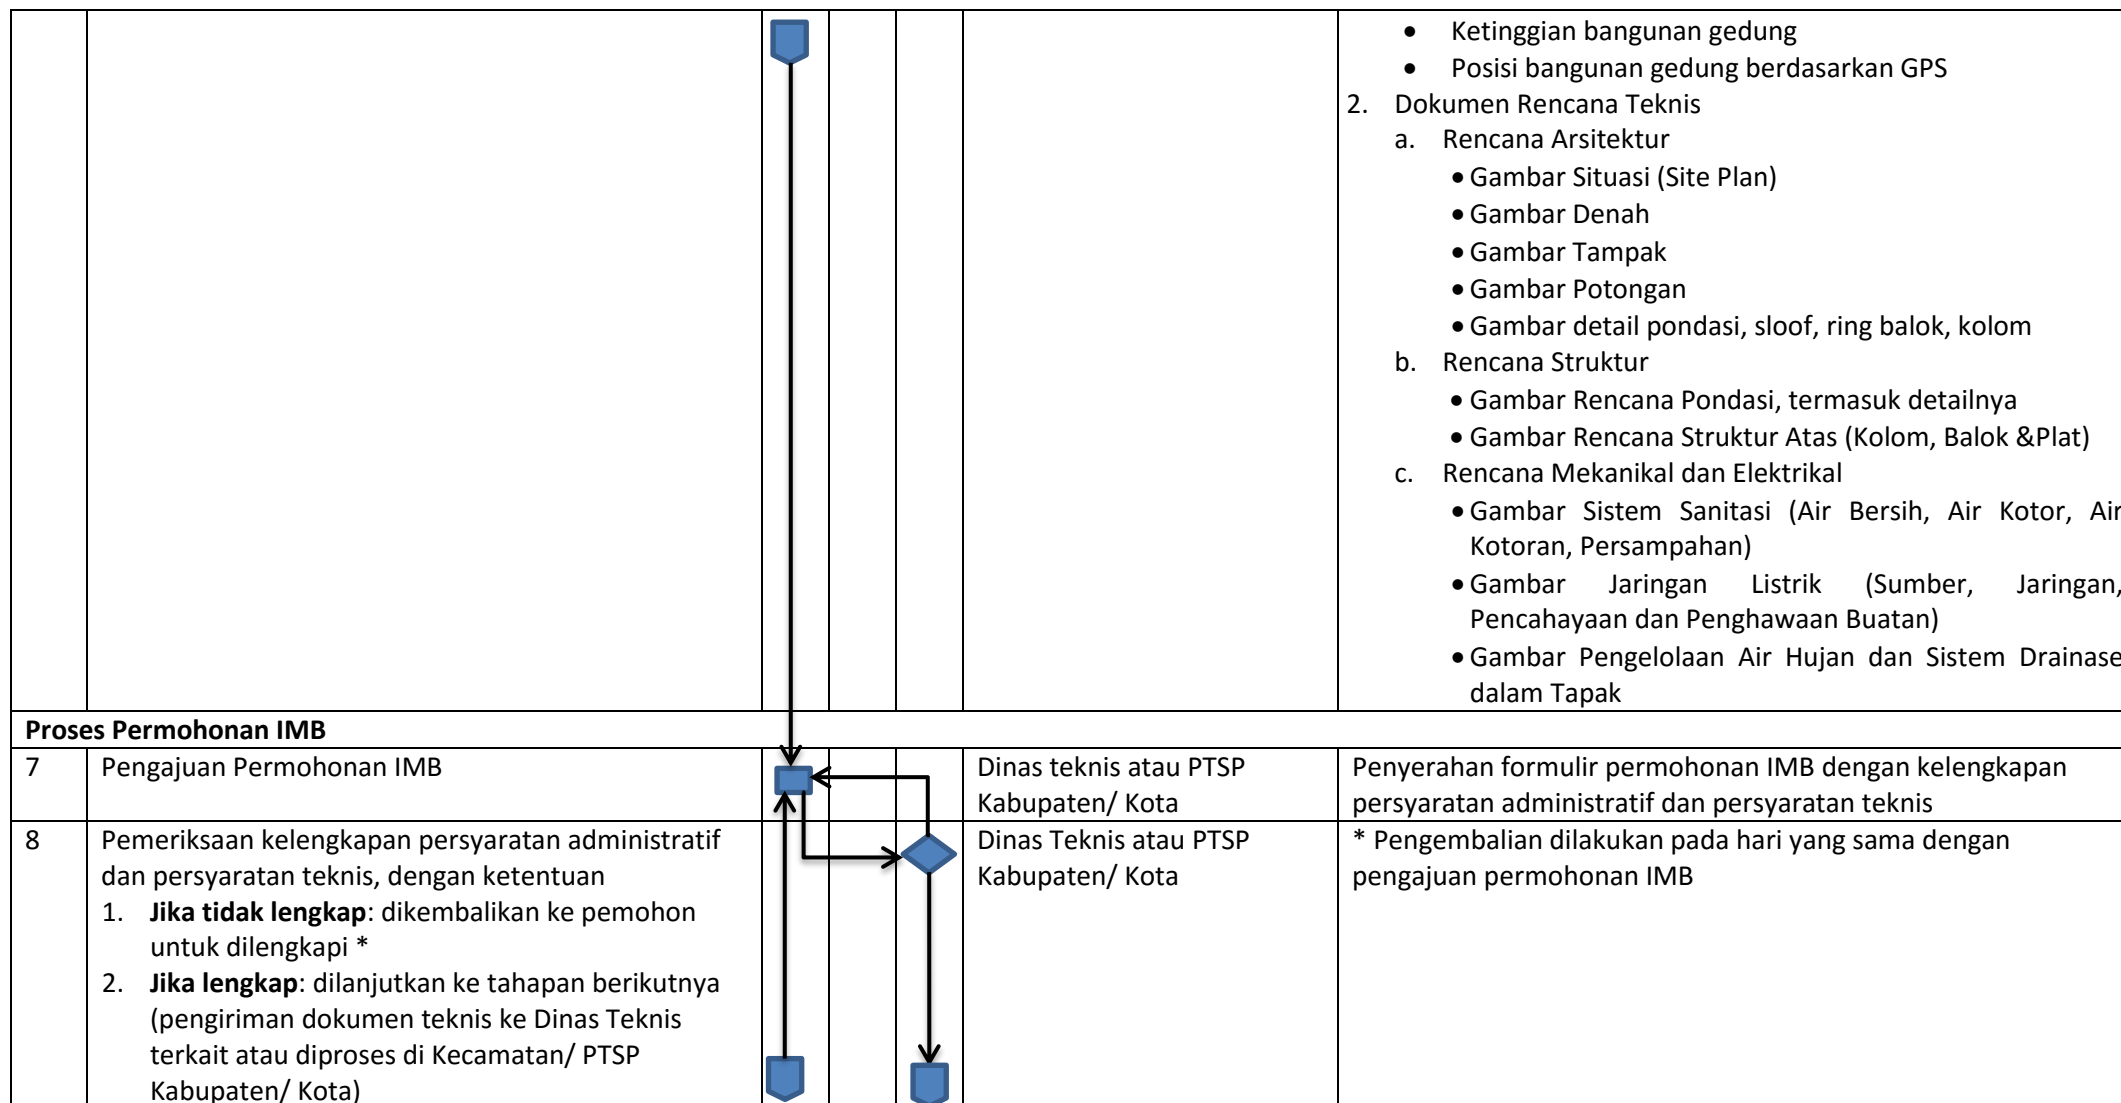 • Ketinggian bangunan gedung
• Posisi bangunan gedung berdasarkan GPS
2. Dokumen Rencana Teknis
a. Rencana Arsitektur
• Gambar Situasi (Site Plan)
• Gambar Denah
• Gambar Tampak
• Gambar Potongan
• Gambar detail pondasi, sloof, ring balok, kolom
b. Rencana Struktur
• Gambar Rencana Pondasi, termasuk detailnya
• Gambar Rencana Struktur Atas (Kolom, Balok &Plat)
c. Rencana Mekanikal dan Elektrikal
• Gambar Sistem Sanitasi (Air Bersih, Air Kotor, Air
Kotoran, Persampahan)
• Gambar Jaringan Listrik (Sumber, Jaringan,
Pencahayaan dan Penghawaan Buatan)
• Gambar Pengelolaan Air Hujan dan Sistem Drainase
dalam Tapak
Proses Permohonan IMB
7
Pengajuan Permohonan IMB
Dinas teknis atau PTSP
Kabupaten/ Kota
Penyerahan formulir permohonan IMB dengan kelengkapan
persyaratan administratif dan persyaratan teknis
8
Pemeriksaan kelengkapan persyaratan administratif
dan persyaratan teknis, dengan ketentuan
1. Jika tidak lengkap: dikembalikan ke pemohon
untuk dilengkapi *
2. Jika lengkap: dilanjutkan ke tahapan berikutnya
(pengiriman dokumen teknis ke Dinas Teknis
terkait atau diproses di Kecamatan/ PTSP
Kabupaten/ Kota)
Dinas Teknis atau PTSP
Kabupaten/ Kota
* Pengembalian dilakukan pada hari yang sama dengan
pengajuan permohonan IMB